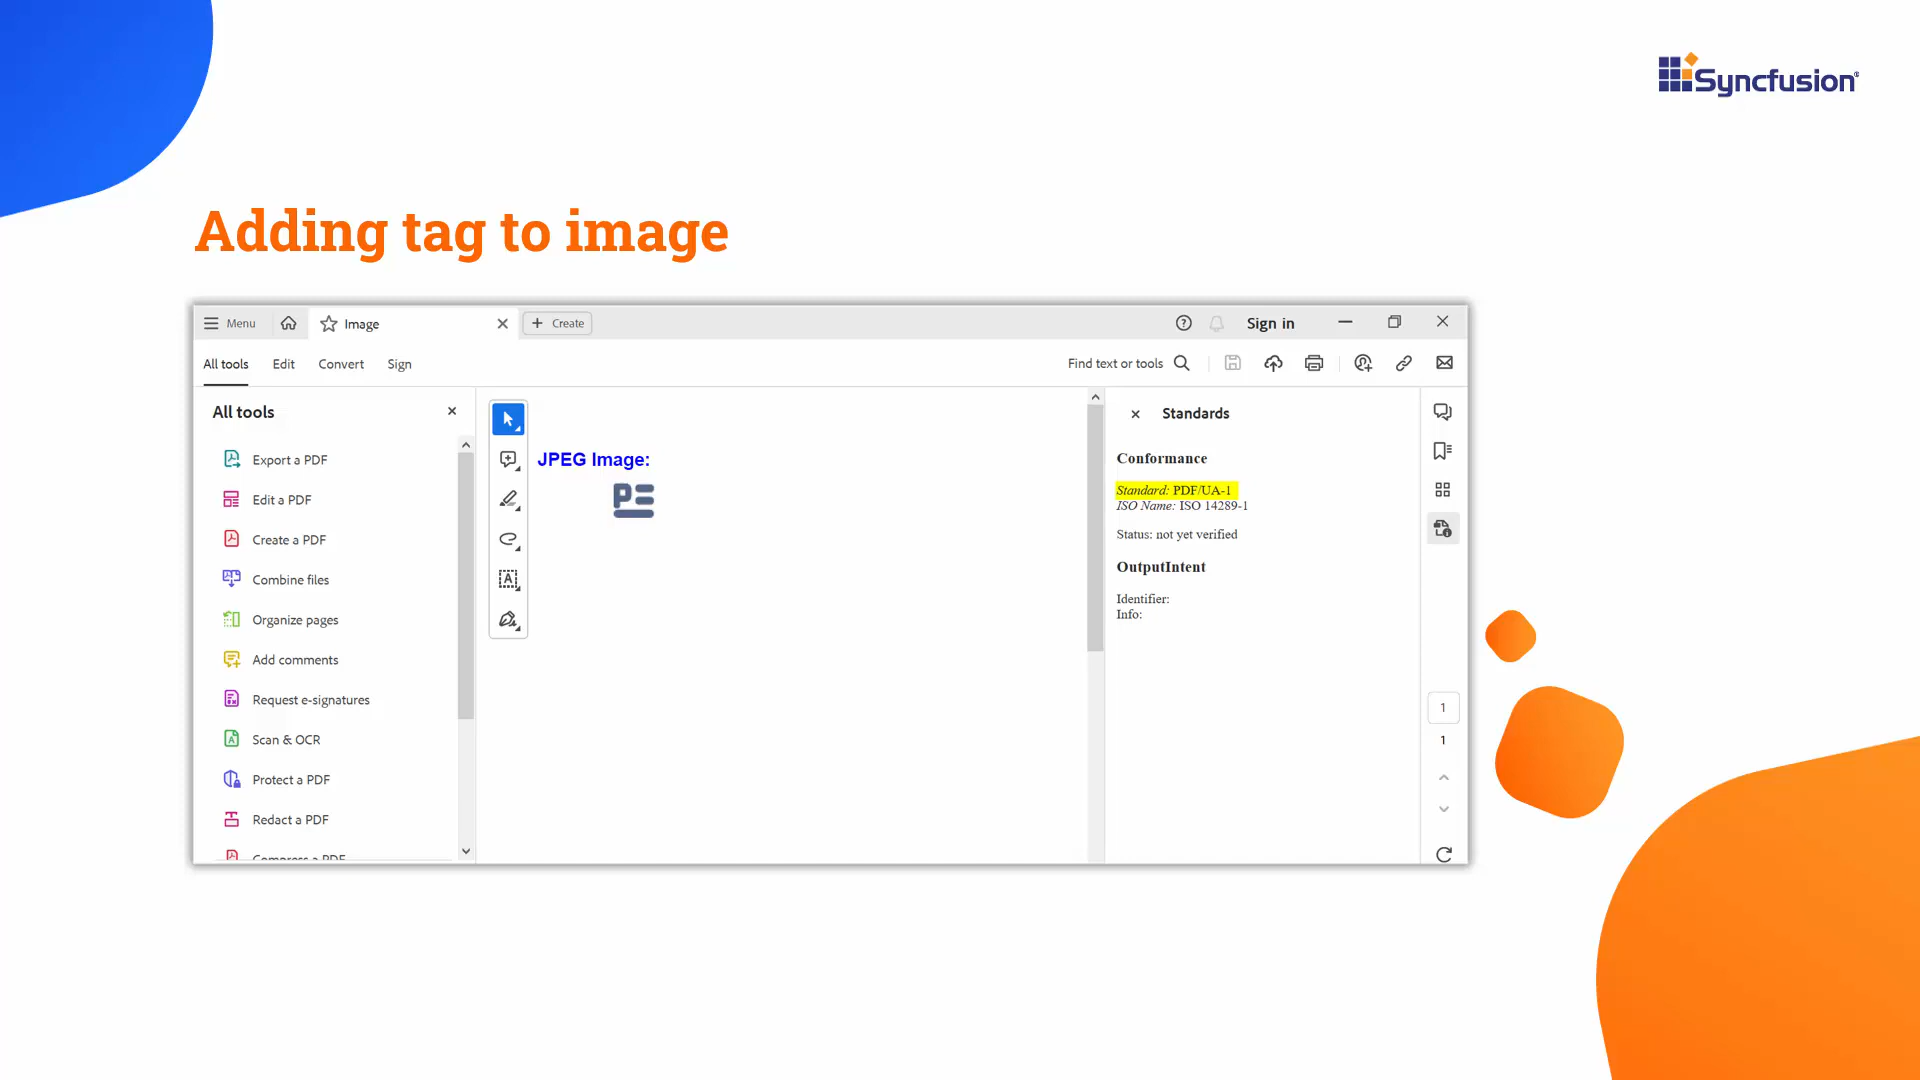 Syncfusion
Adding tag to image
Menu
Image
Create
Sign in
All tools
Edit
Convert
Sign
Find text or tools
All tools
Export a PDF
Edit a PDF
Create a PDF
Combine files
Organize pages
Add comments
Request e-signatures
Scan & OCR
Protect a PDF
Redact a PDF
Compress a PDF
JPEG Image:
Standards
Conformance
Standard: PDF/UA-1
ISO Name: ISO 14289-1
Status: not yet verified
OutputIntent
Identifier:
Info:
1
1